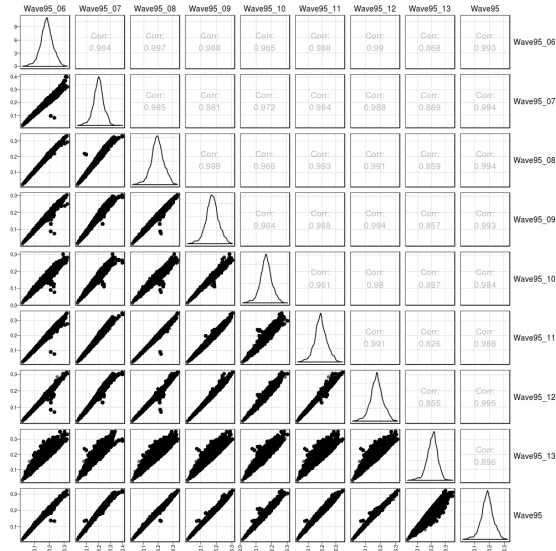 Wave95_06 Wave95_07 Wave95_08 Wave95_09 Wave95_10 Wave95_11 Wave95_12 Wave95_13 Wave95
Corr: Corr: Corr: Corr: Corr: Corr: Corr: Corr:
0.984 0.997 0.988 0.965 0.988 0.99 0.868 0.993
Wave95_06
Corr: Corr: Corr: Corr: Corr: Corr: Corr:
0.985 0.981 0.972 0.984 0.988 0.889 0.994
Wave95_07
Corr: Corr: Corr: Corr: Corr: Corr:
0.989 0.966 0.993 0.991 0.859 0.994
Wave95_08
Corr: Corr: Corr: Corr: Corr:
0.984 0.988 0.994 0.857 0.993
Wave95_09
Corr: Corr: Corr: Corr:
0.961 0.98 0.887 0.984
Wave95_10
Corr: Corr: Corr:
0.991 0.826 0.988
Wave95_11
Corr: Corr:
0.855 0.995
Wave95_12
Corr:
0.896
Wave95_13
Wave95